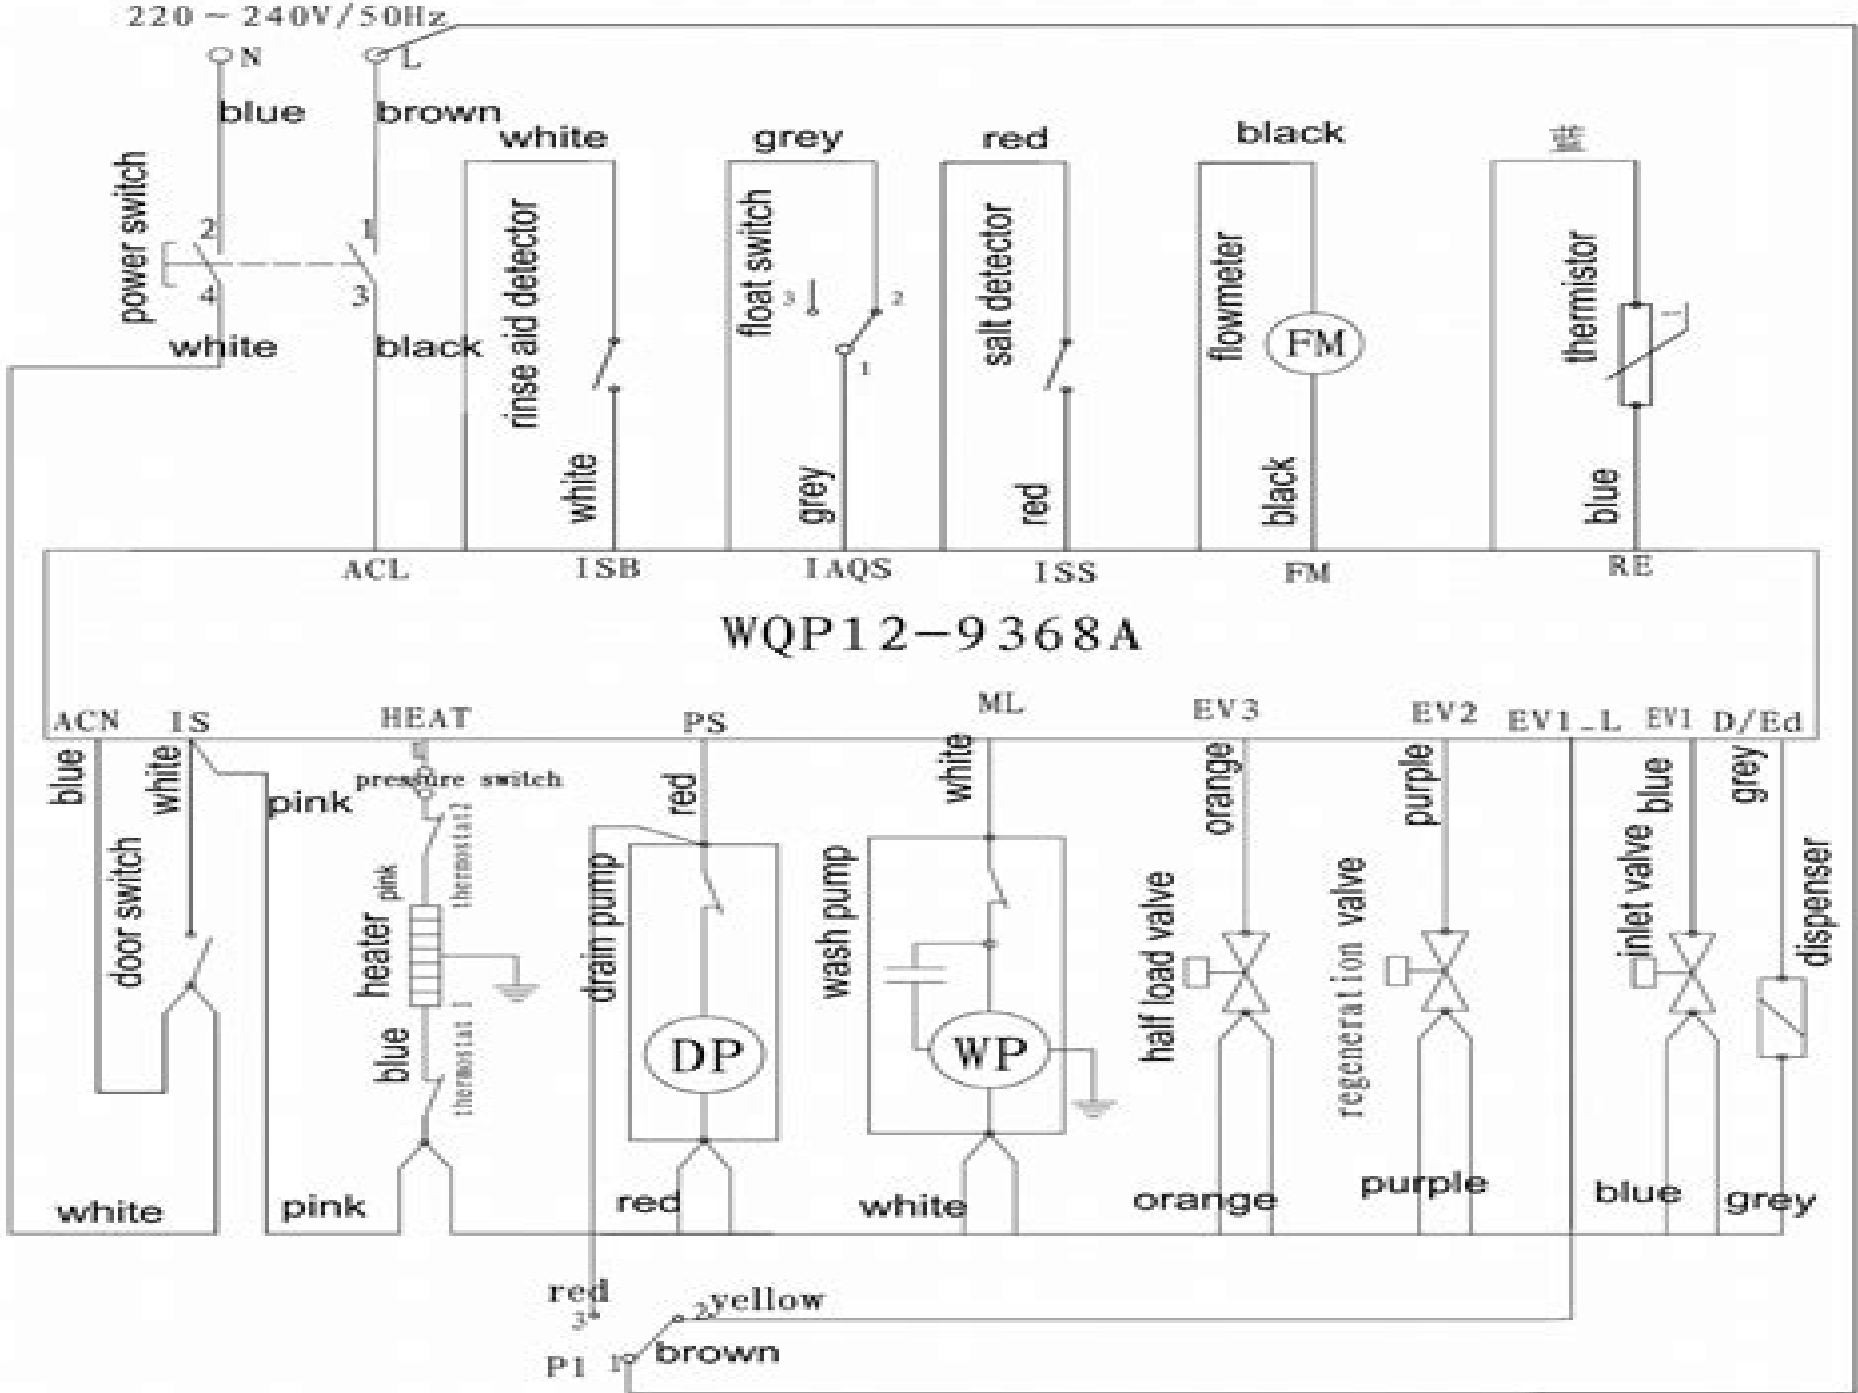 220~240V/50Hz
N
L
blue
brown
white
grey
red
black
power switch
2
1
4
3
white
black
rinse aid detector
white
float switch
2
1
grey
salt detector
red
flowmeter
FM
black
thermistor
blue
ACL
ISB
IAQS
ISS
FM
RE
WQP12-9368A
ACN
IS
HEAT
PS
ML
EV3
EV2
EV1_L
EV1
D/Ed
blue
white
pink
pressure switch
red
white
orange
purple
blue
grey
door switch
thermostat2
pink
heater
blue
thermostat 1
drain pump
DP
wash pump
WP
half load valve
regeneration valve
inlet valve
dispenser
white
pink
red
white
orange
purple
blue
grey
red
3
2
yellow
P1
1
brown